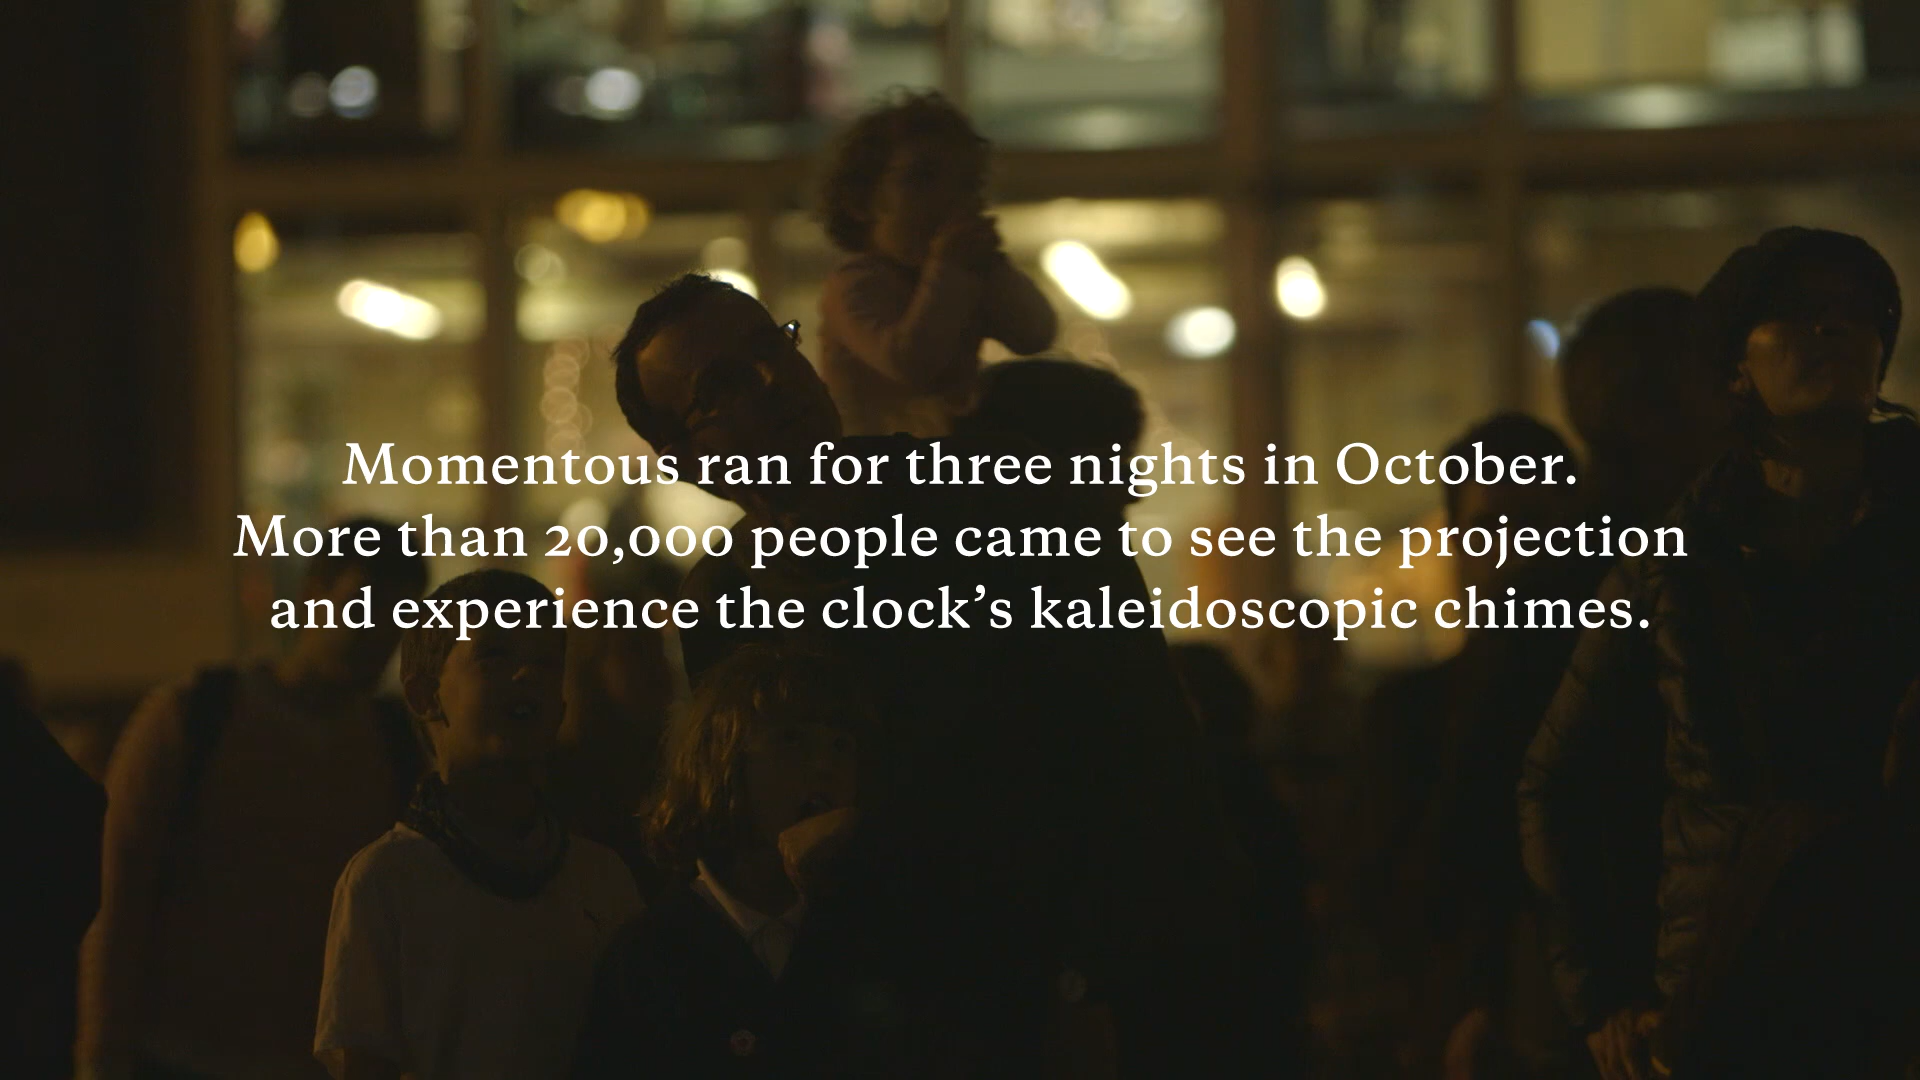 Momentous ran for three nights in October.
More than 20,000 people came to see the projection
and experience the clock’s kaleidoscopic chimes.